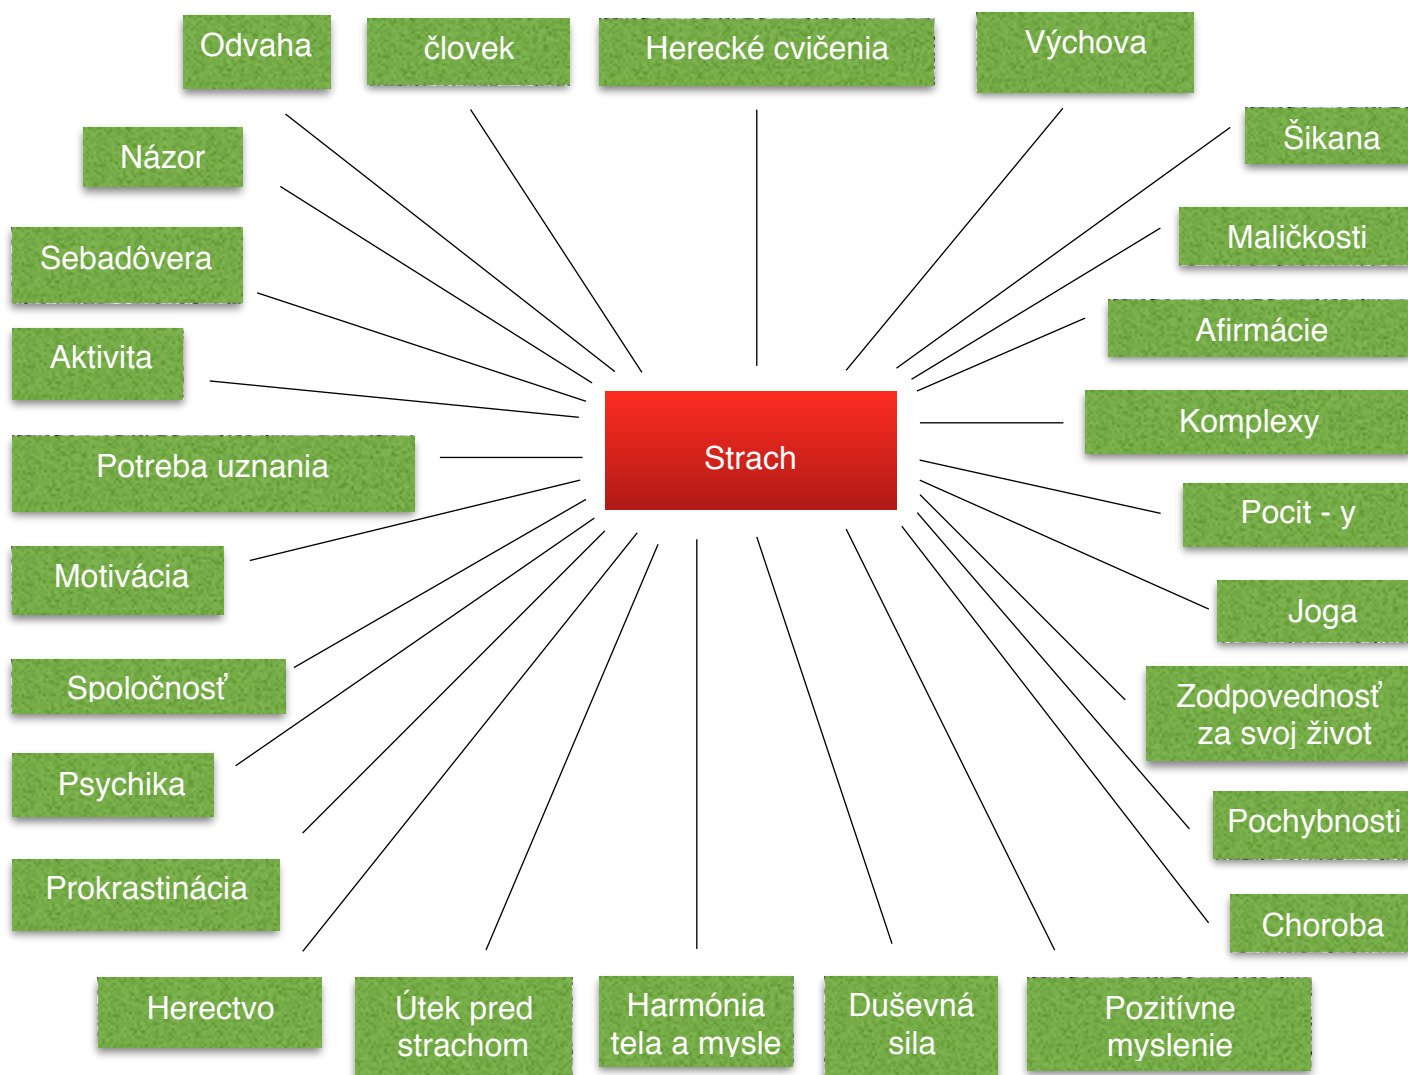 Odvaha
človek
Herecké cvičenia
Výchova
Šikana
Názor
Maličkosti
Sebadôvera
Afirmácie
Aktivita
Komplexy
Strach
Potreba uznania
Pocit - y
Motivácia
Joga
Spoločnosť
Zodpovednosť
za svoj život
Psychika
Pochybnosti
Prokrastinácia
Choroba
Herectvo
Útek pred
strachom
Harmónia
tela a mysle
Duševná
sila
Pozitívne
myslenie